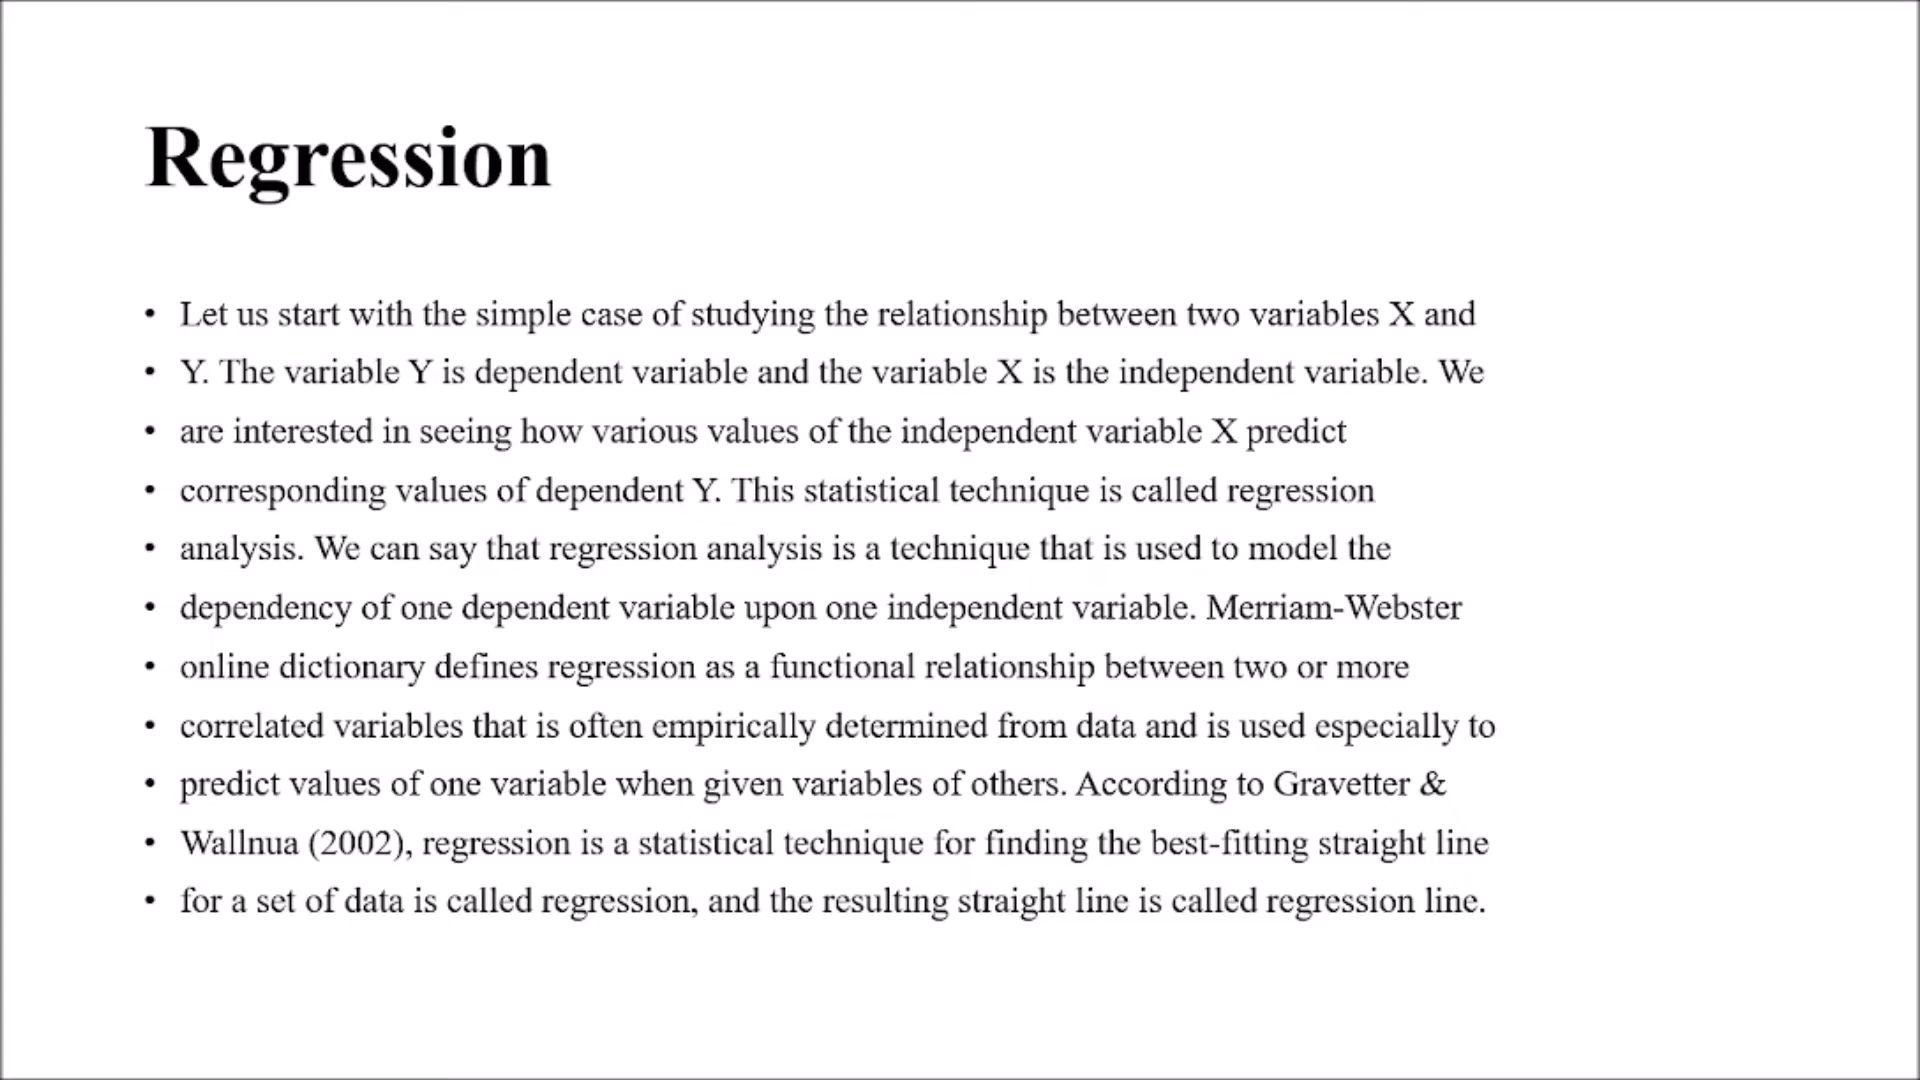 Regression
• Let us start with the simple case of studying the relationship between two variables X and
• Y. The variable Y is dependent variable and the variable X is the independent variable. We
• are interested in seeing how various values of the independent variable X predict
• corresponding values of dependent Y. This statistical technique is called regression
• analysis. We can say that regression analysis is a technique that is used to model the
• dependency of one dependent variable upon one independent variable. Merriam-Webster
• online dictionary defines regression as a functional relationship between two or more
• correlated variables that is often empirically determined from data and is used especially to
• predict values of one variable when given variables of others. According to Gravetter &
• Wallnua (2002), regression is a statistical technique for finding the best-fitting straight line
• for a set of data is called regression, and the resulting straight line is called regression line.